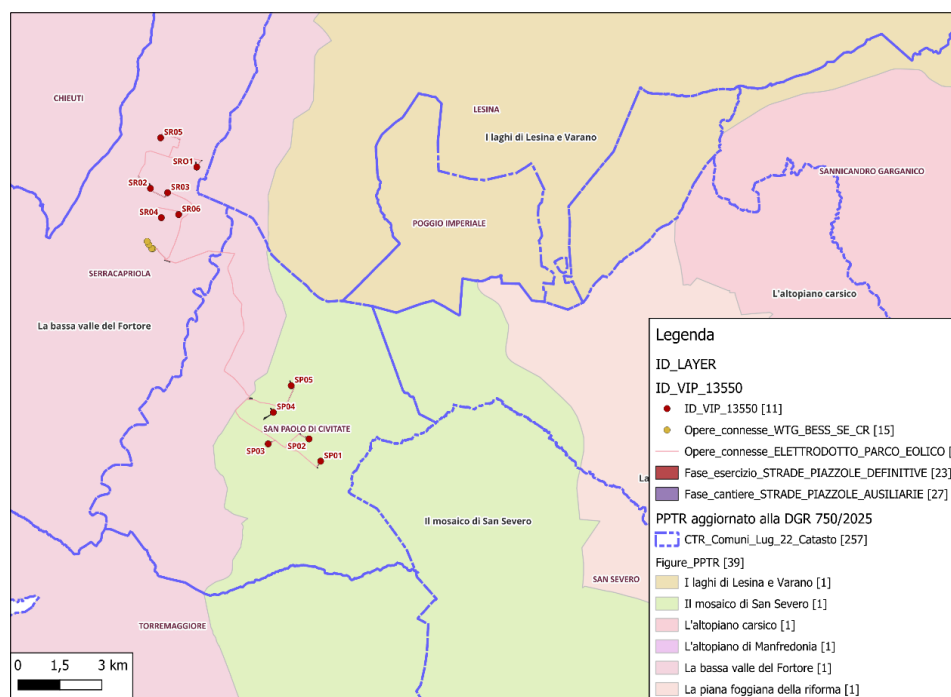 CHIEUTI
LESINA
I laghi di Lesina e Varano
SR05
SRO1
SR02
SR03
SR04
SR06
SANNICANDRO GARGANICO
POGGIO IMPERIALE
SERRACAPRIOLA
L'altopiano carsico
La bassa valle del Fortore
SP05
SP04
SAN PAOLO DI CIVITATE
SP02
SP03
SP01
La
Il mosaico di San Severo
SAN SEVERO
TORREMAGGIORE
0 1,5 3 km
Legenda
ID_LAYER
ID_VIP_13550
ID_VIP_13550 [11]
Opere_connesse_WTG_BESS_SE_CR [15]
Opere_connesse_ELETTRODOTTO_PARCO_EOLICO [
Fase_esercizio_STRADE_PIAZZOLE_DEFINITIVE [23]
Fase_cantiere_STRADE_PIAZZOLE_AUSILIARIE [27]
PPTR aggiornato alla DGR 750/2025
CTR_Comuni_Lug_22_Catasto [257]
Figure_PPTR [39]
I laghi di Lesina e Varano [1]
Il mosaico di San Severo [1]
L'altopiano carsico [1]
L'altopiano di Manfredonia [1]
La bassa valle del Fortore [1]
La piana foggiana della riforma [1]